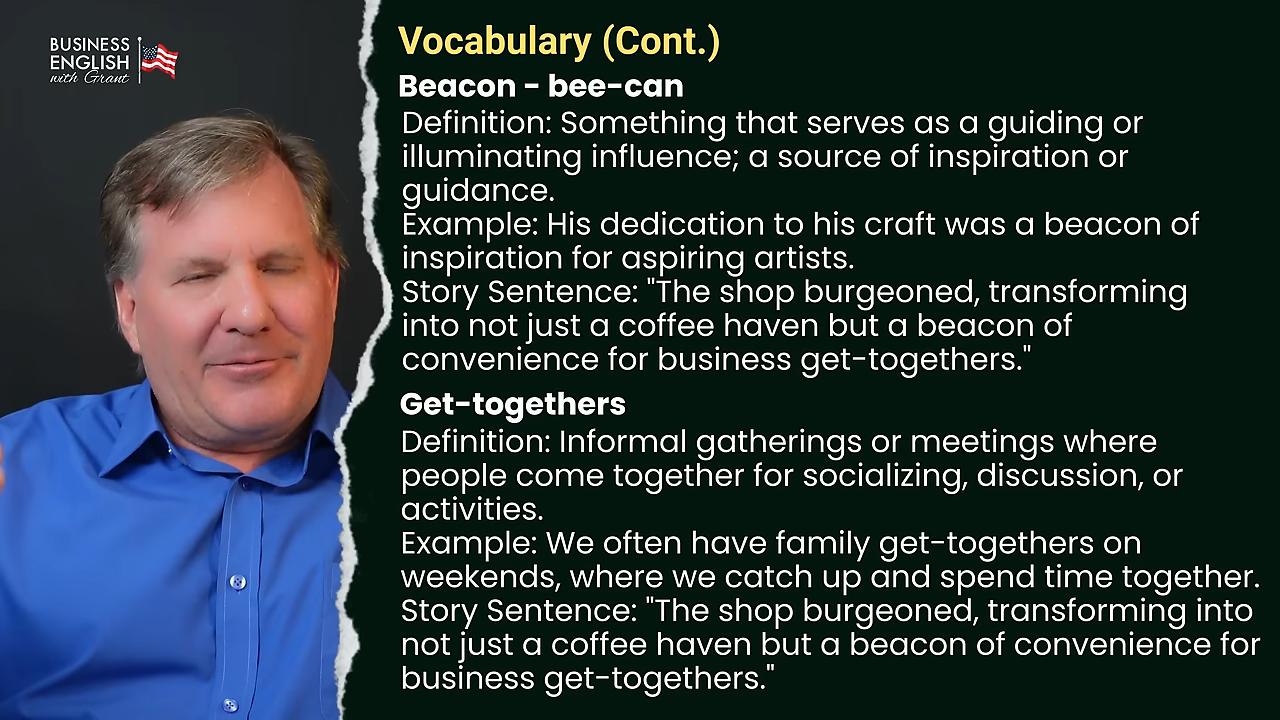 BUSINESS
ENGLISH
with Grant
Vocabulary (Cont.)
Beacon - bee-can
Definition: Something that serves as a guiding or
illuminating influence; a source of inspiration or
guidance.
Example: His dedication to his craft was a beacon of
inspiration for aspiring artists.
Story Sentence: "The shop burgeoned, transforming
into not just a coffee haven but a beacon of
convenience for business get-togethers."
Get-togethers
Definition: Informal gatherings or meetings where
people come together for socializing, discussion, or
activities.
Example: We often have family get-togethers on
weekends, where we catch up and spend time together.
Story Sentence: "The shop burgeoned, transforming into
not just a coffee haven but a beacon of convenience for
business get-togethers."